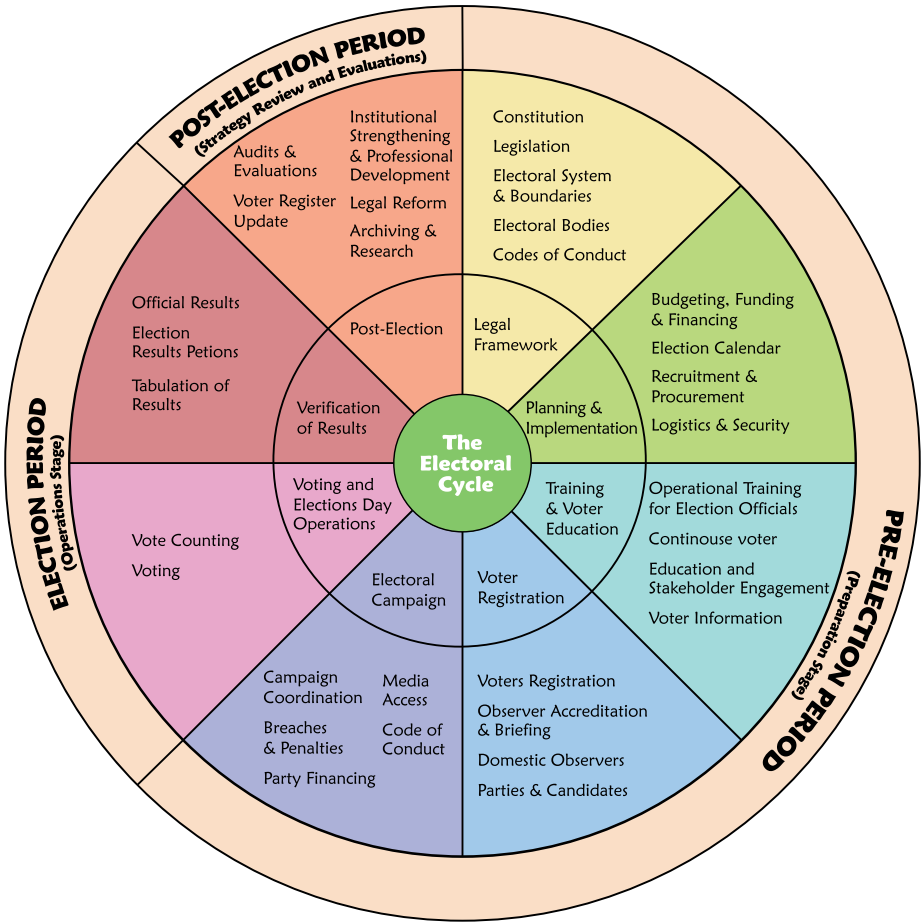 POST-ELECTION PERIOD
(Strategy Review and Evaluations)
Audits &
Evaluations
Voter Register
Update
Institutional
Strengthening
& Professional
Development
Legal Reform
Archiving &
Research
Post-Election
Constitution
Legislation
Electoral System
& Boundaries
Electoral Bodies
Codes of Conduct
Legal
Framework
Budgeting, Funding
& Financing
Election Calendar
Recruitment &
Procurement
Logistics & Security
Planning &
Implementation
PRE-ELECTION PERIOD
(Preparation Stage)
Operational Training
for Election Officials
Continouse voter
Education and
Stakeholder Engagement
Voter Information
Training
& Voter
Education
Voter
Registration
Voters Registration
Observer Accreditation
& Briefing
Domestic Observers
Parties & Candidates
Electoral
Campaign
Campaign
Coordination
Breaches
& Penalties
Party Financing
Media
Access
Code of
Conduct
ELECTION PERIOD
(Operations Stage)
Voting and
Elections Day
Operations
Vote Counting
Voting
Verification
of Results
Official Results
Election
Results Petions
Tabulation of
Results
The
Electoral
Cycle